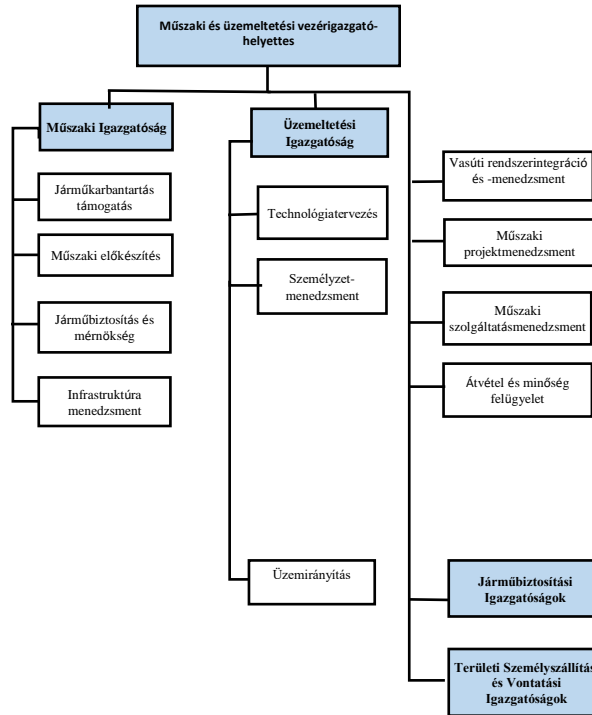 Műszaki és üzemeltetési vezérigazgató-
helyettes
Műszaki Igazgatóság
Járműkarbantartás
támogatás
Műszaki előkészítés
Járműbiztosítás és
mérnökség
Infrastruktúra
menedzsment
Üzemeltetési
Igazgatóság
Technológiatervezés
Személyzet-
menedzsment
Üzemirányítás
Vasúti rendszerintegráció
és -menedzsment
Műszaki
projektmenedzsment
Műszaki
szolgáltatásmenedzsment
Átvétel és minőség
felügyelet
Járműbiztosítási
Igazgatóságok
Területi Személyszállítás
és Vontatási
Igazgatóságok